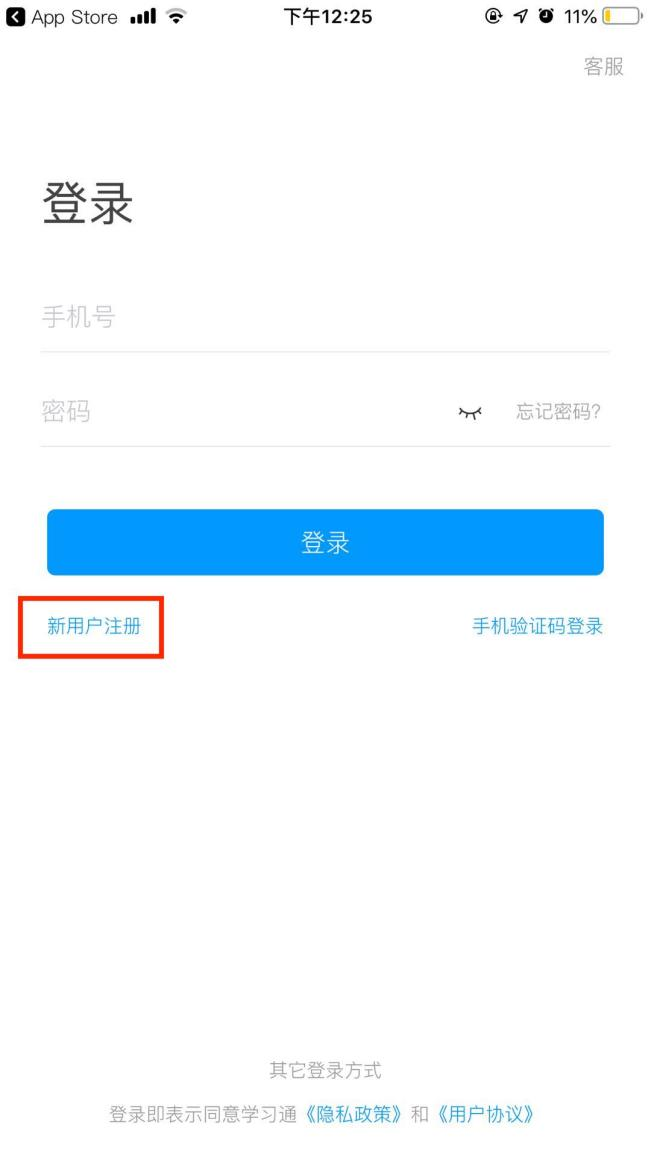 App Store 下午12:25 11%
客服
登录
手机号
密码 忘记密码?
登录
新用户注册 手机验证码登录
其它登录方式
登录即表示同意学习通《隐私政策》和《用户协议》